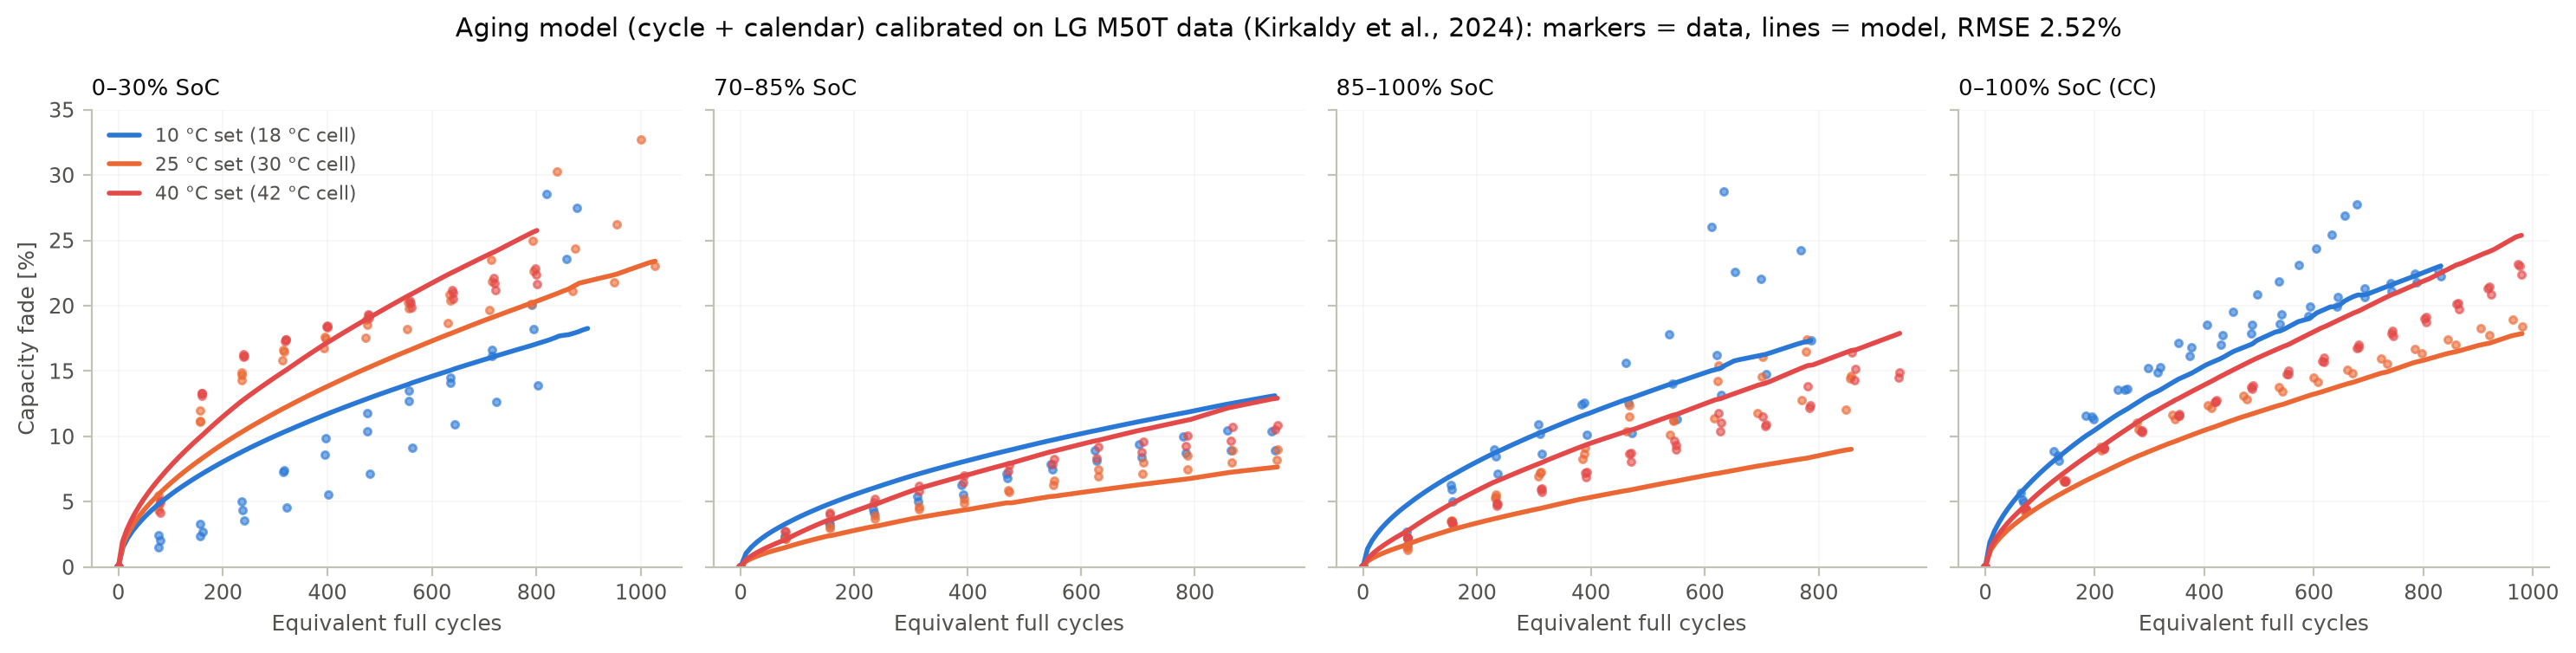 Aging model (cycle + calendar) calibrated on LG M50T data (Kirkaldy et al., 2024): markers = data, lines = model, RMSE 2.52%
0–30% SoC
70–85% SoC
85–100% SoC
0–100% SoC (CC)
10 °C set (18 °C cell)
25 °C set (30 °C cell)
40 °C set (42 °C cell)
Capacity fade [%]
35
30
25
20
15
10
5
0
0 200 400 600 800 1000
0 200 400 600 800
0 200 400 600 800
0 200 400 600 800 1000
Equivalent full cycles
Equivalent full cycles
Equivalent full cycles
Equivalent full cycles